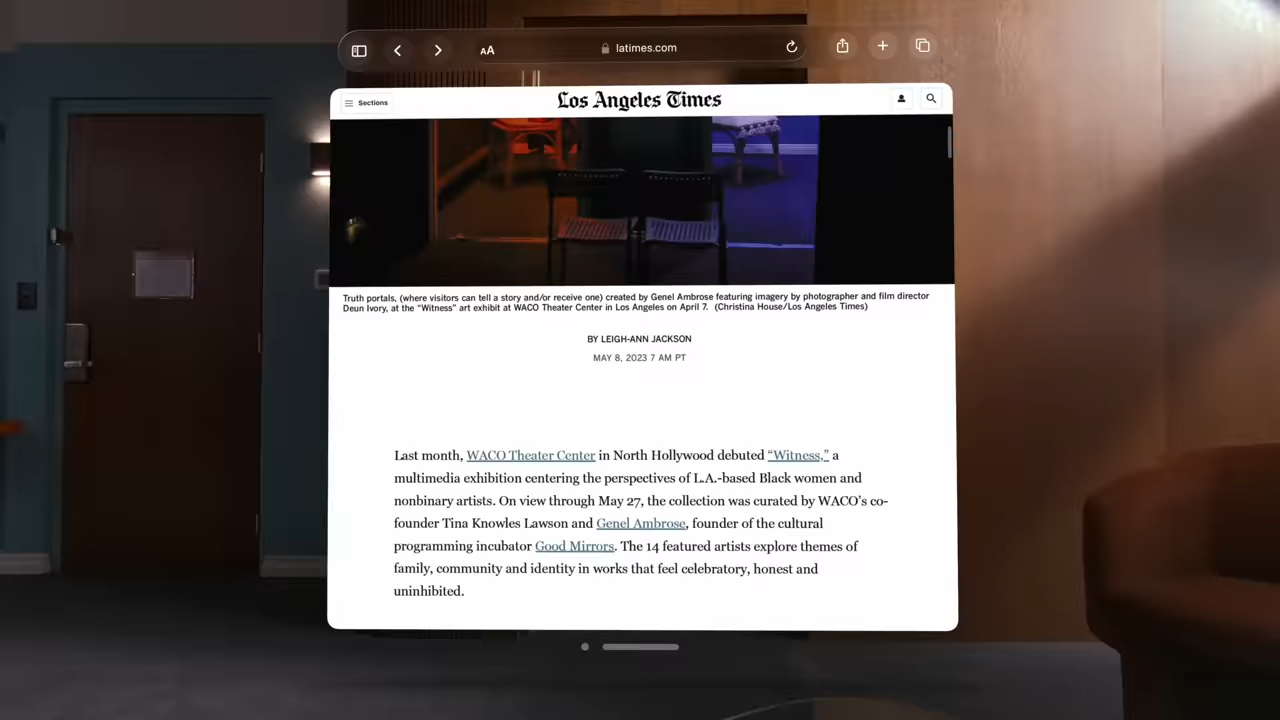 AA
latimes.com
Sections
Los Angeles Times
Truth portals, (where visitors can tell a story and/or receive one) created by Genel Ambrose featuring imagery by photographer and film director
Deun Ivory, at the “Witness” art exhibit at WACO Theater Center in Los Angeles on April 7. (Christina House/Los Angeles Times)
BY LEIGH-ANN JACKSON
MAY 8, 2023 7 AM PT
Last month, WACO Theater Center in North Hollywood debuted “Witness,” a
multimedia exhibition centering the perspectives of L.A.-based Black women and
nonbinary artists. On view through May 27, the collection was curated by WACO’s co-
founder Tina Knowles Lawson and Genel Ambrose, founder of the cultural
programming incubator Good Mirrors. The 14 featured artists explore themes of
family, community and identity in works that feel celebratory, honest and
uninhibited.